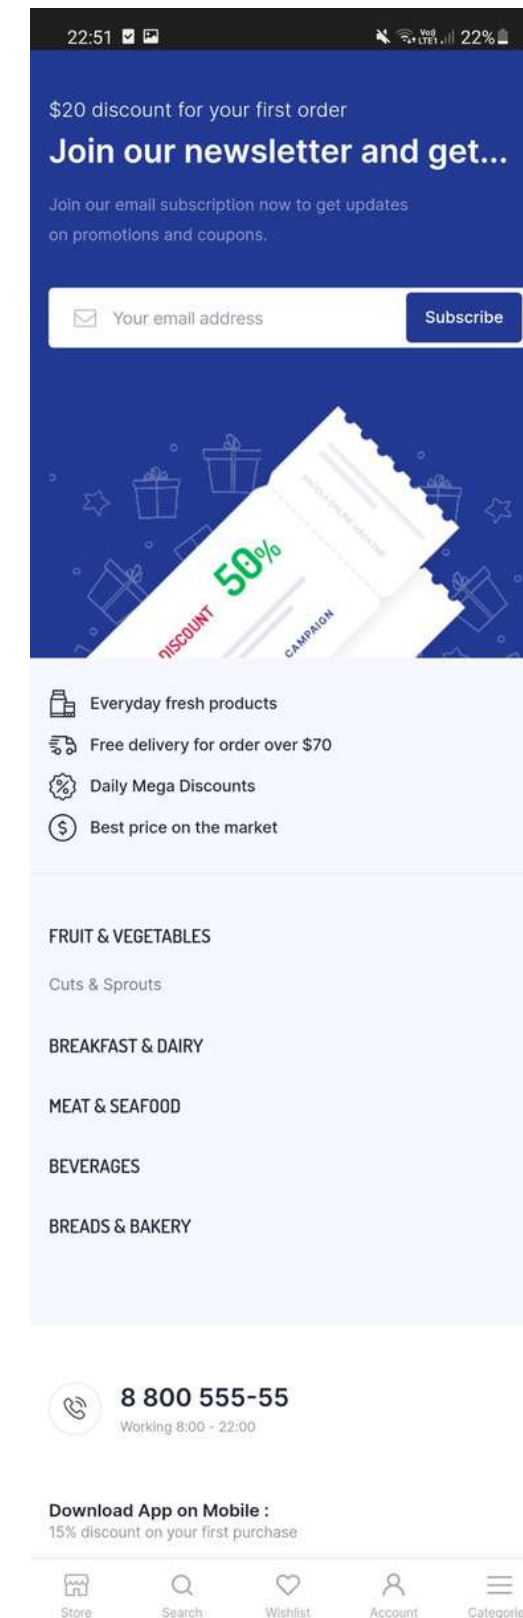 22:51
Vo))
LTE1
22%
$20 discount for your first order
Join our newsletter and get...
Join our email subscription now to get updates
on promotions and coupons.
Your email address
Subscribe
50%
DISCOUNT
CAMPAIGN
Everyday fresh products
Free delivery for order over $70
Daily Mega Discounts
Best price on the market
FRUIT & VEGETABLES
Cuts & Sprouts
BREAKFAST & DAIRY
MEAT & SEAFOOD
BEVERAGES
BREADS & BAKERY
8 800 555-55
Working 8:00 - 22:00
Download App on Mobile :
15% discount on your first purchase
Store
Search
Wishlist
Account
Categorie